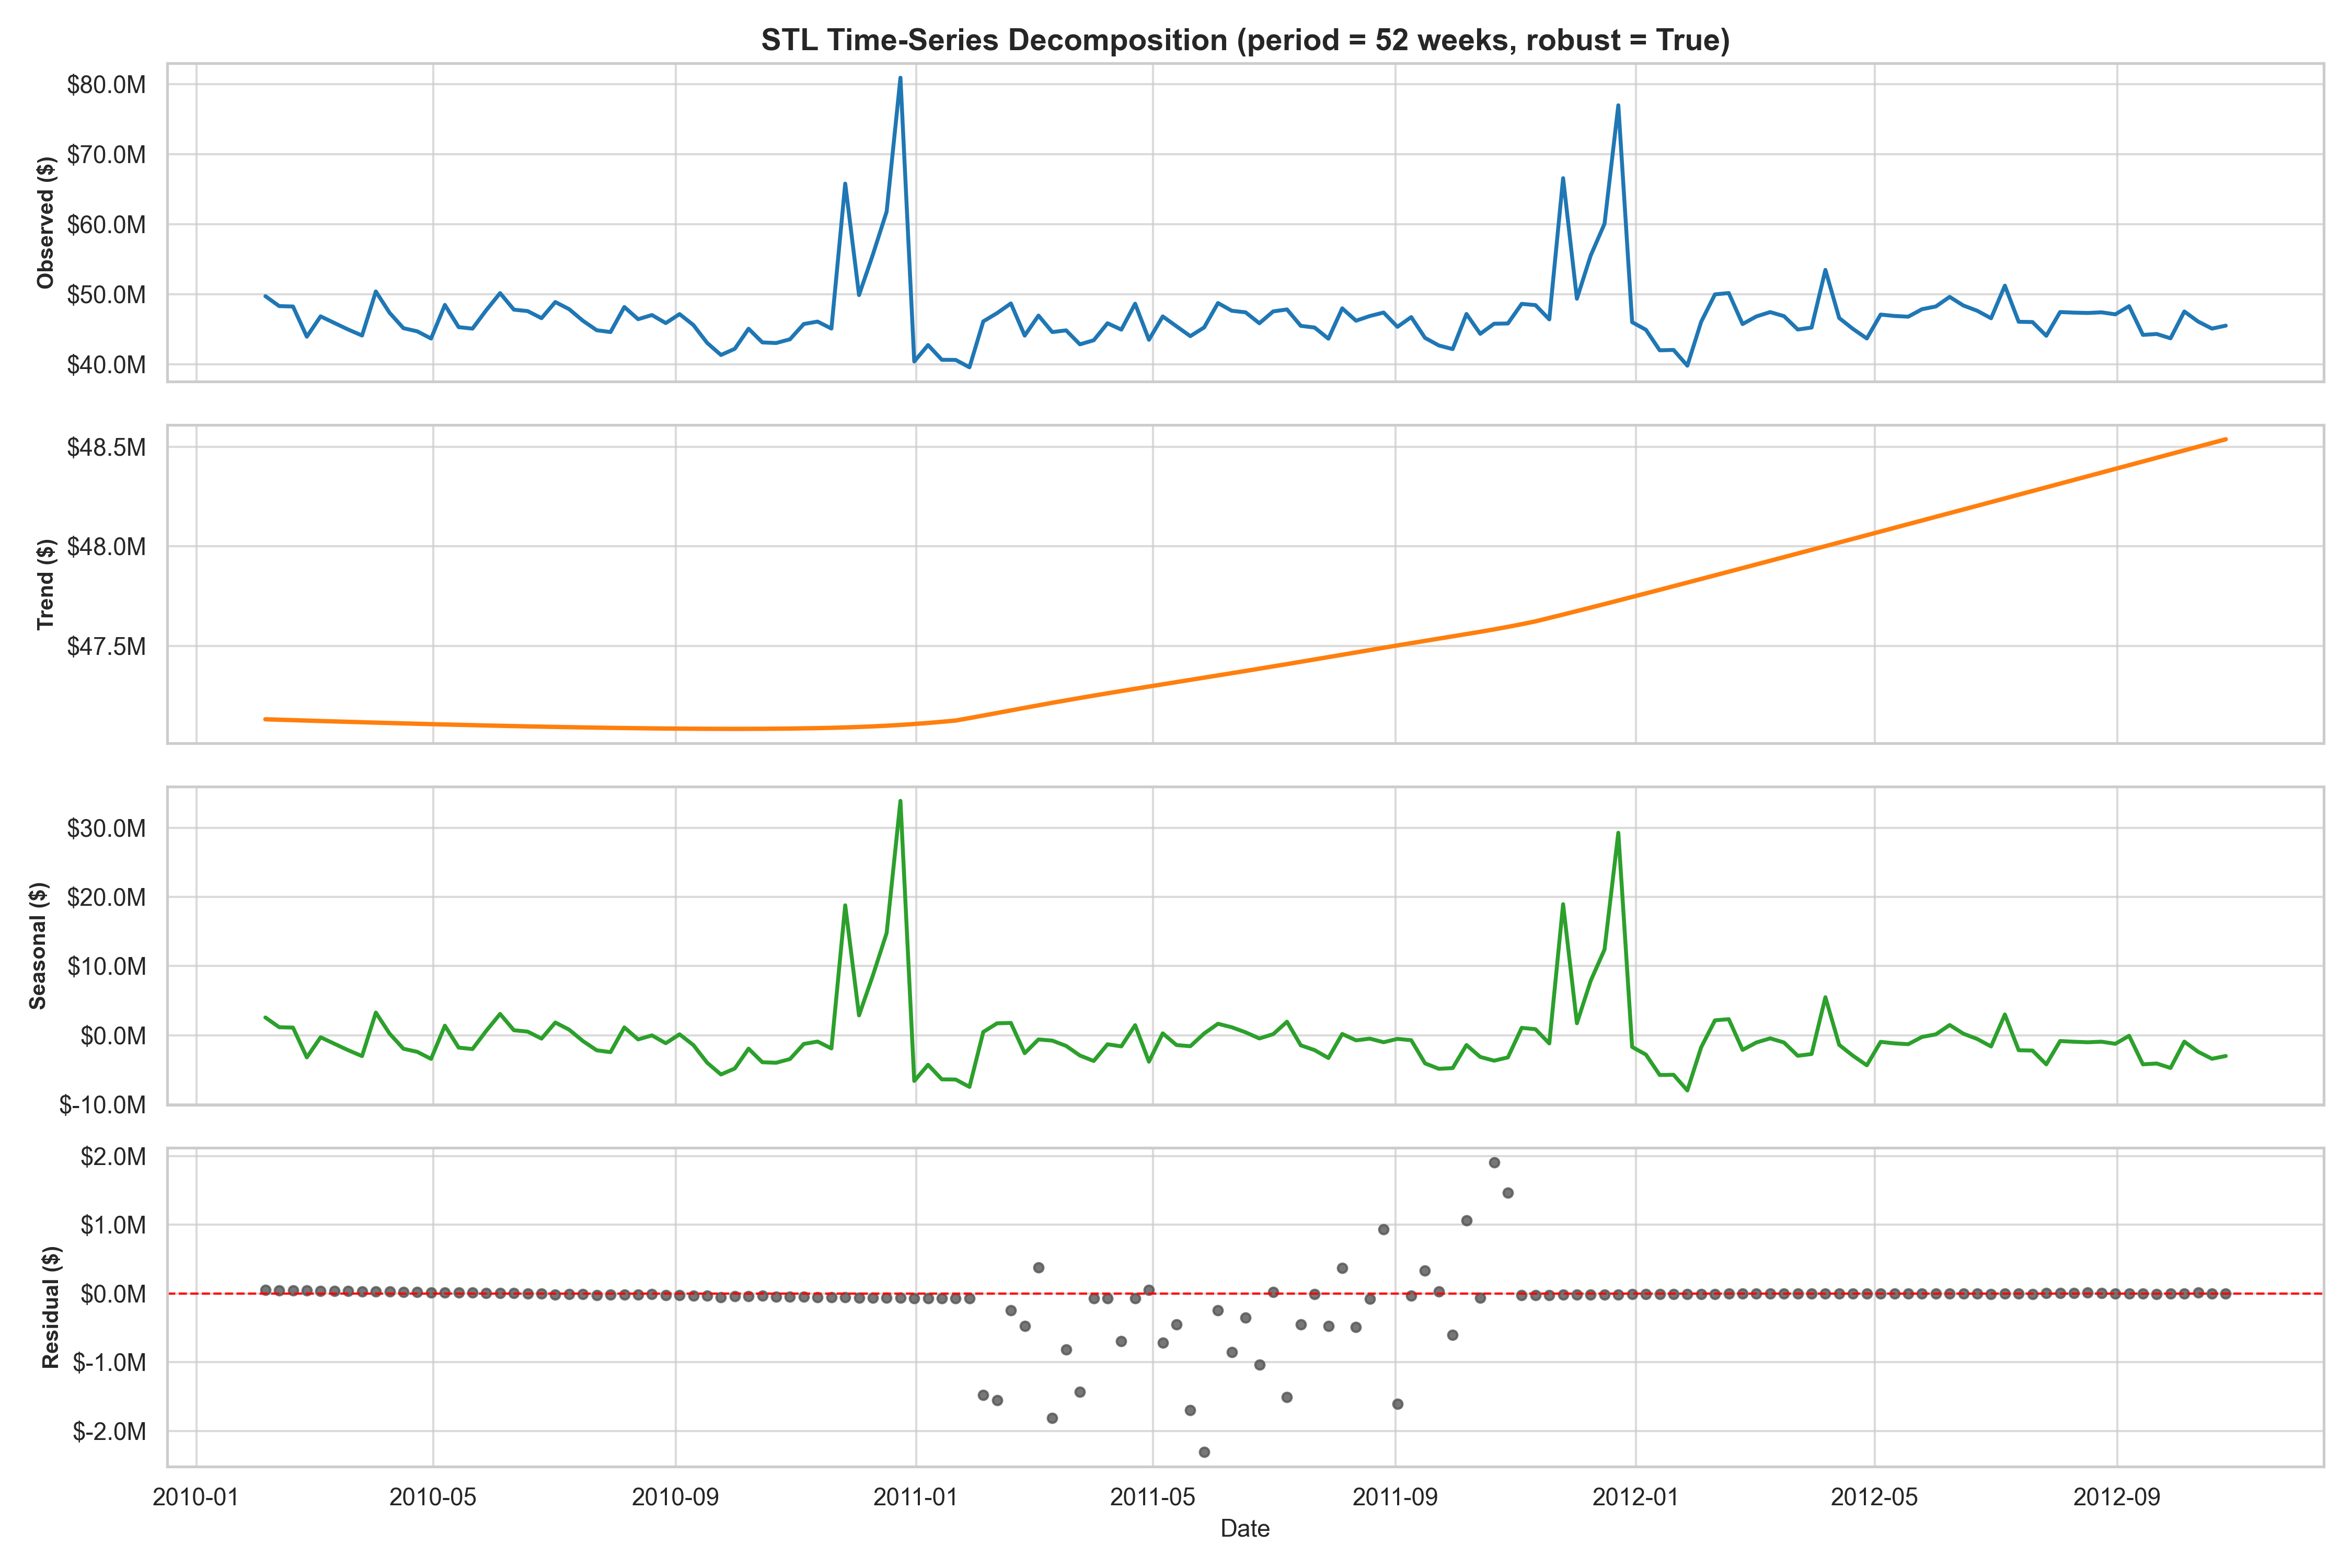 STL Time-Series Decomposition (period = 52 weeks, robust = True)
Observed ($)
$80.0M
$70.0M
$60.0M
$50.0M
$40.0M
Trend ($)
$48.5M
$48.0M
$47.5M
Seasonal ($)
$30.0M
$20.0M
$10.0M
$0.0M
$-10.0M
Residual ($)
$2.0M
$1.0M
$0.0M
$-1.0M
$-2.0M
2010-01 2010-05 2010-09 2011-01 2011-05 2011-09 2012-01 2012-05 2012-09
Date